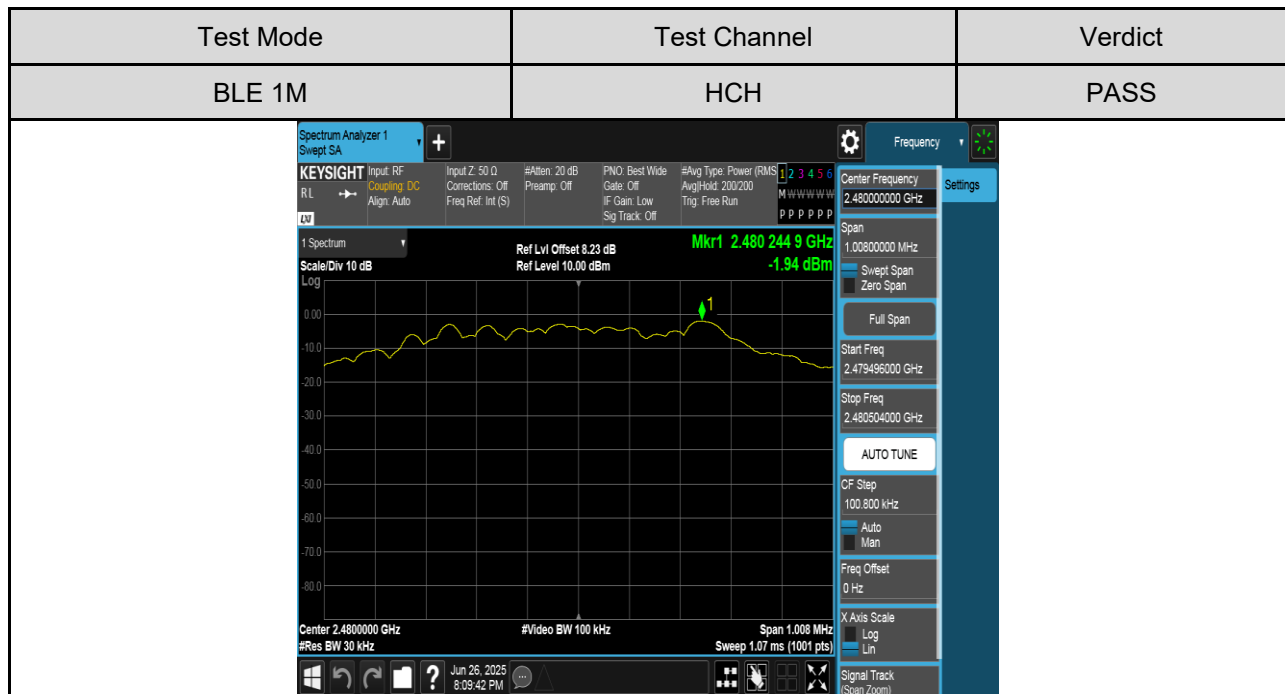 Test Mode Test Channel Verdict
BLE 1M HCH PASS
Spectrum Analyzer 1
Swept SA
+
Frequency
Settings
KEYSIGHT
RL
LXI
Input: RF
Coupling: DC
Align: Auto
Input Z: 50 Ω
Corrections: Off
Freq Ref: Int (S)
#Atten: 20 dB
Preamp: Off
PNO: Best Wide
Gate: Off
IF Gain: Low
Sig Track: Off
#Avg Type: Power (RMS
Avg|Hold: 200/200
Trig: Free Run
1 2 3 4 5 6
M W W W W W
P P P P P P
1 Spectrum
Scale/Div 10 dB
Log
Ref Lvl Offset 8.23 dB
Ref Level 10.00 dBm
Mkr1 2.480 244 9 GHz
-1.94 dBm
1
0.00
-10.0
-20.0
-30.0
-40.0
-50.0
-60.0
-70.0
-80.0
Center 2.4800000 GHz
#Res BW 30 kHz
#Video BW 100 kHz
Span 1.008 MHz
Sweep 1.07 ms (1001 pts)
Center Frequency
2.480000000 GHz
Span
1.00800000 MHz
Swept Span
Zero Span
Full Span
Start Freq
2.479496000 GHz
Stop Freq
2.480504000 GHz
AUTO TUNE
CF Step
100.800 kHz
Auto
Man
Freq Offset
0 Hz
X Axis Scale
Log
Lin
Signal Track
(Span Zoom)
?
Jun 26, 2025
8:09:42 PM